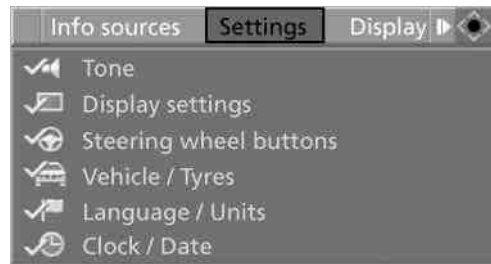 Info sources Settings Display
Tone
Display settings
Steering wheel buttons
Vehicle / Tyres
Language / Units
Clock / Date